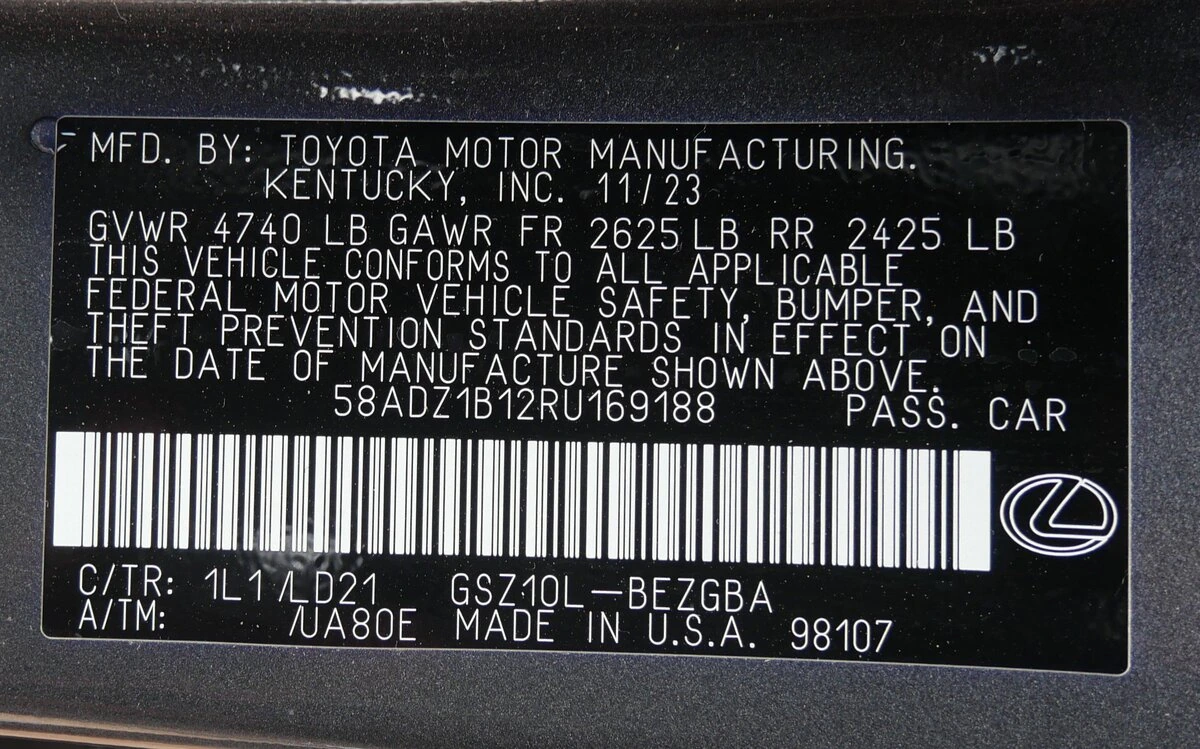 MFD. BY: TOYOTA MOTOR MANUFACTURING.
KENTUCKY, INC. 11/23
GVWR 4740 LB GAWR FR 2625 LB RR 2425 LB
THIS VEHICLE CONFORMS TO ALL APPLICABLE
FEDERAL MOTOR VEHICLE SAFETY, BUMPER, AND
THEFT PREVENTION STANDARDS IN EFFECT ON
THE DATE OF MANUFACTURE SHOWN ABOVE.
58ADZ1B12RU169188 PASS. CAR
C/TR: 1L1/LD21 GSZ10L-BEZGBA
A/TM: /UA80E MADE IN U.S.A. 98107